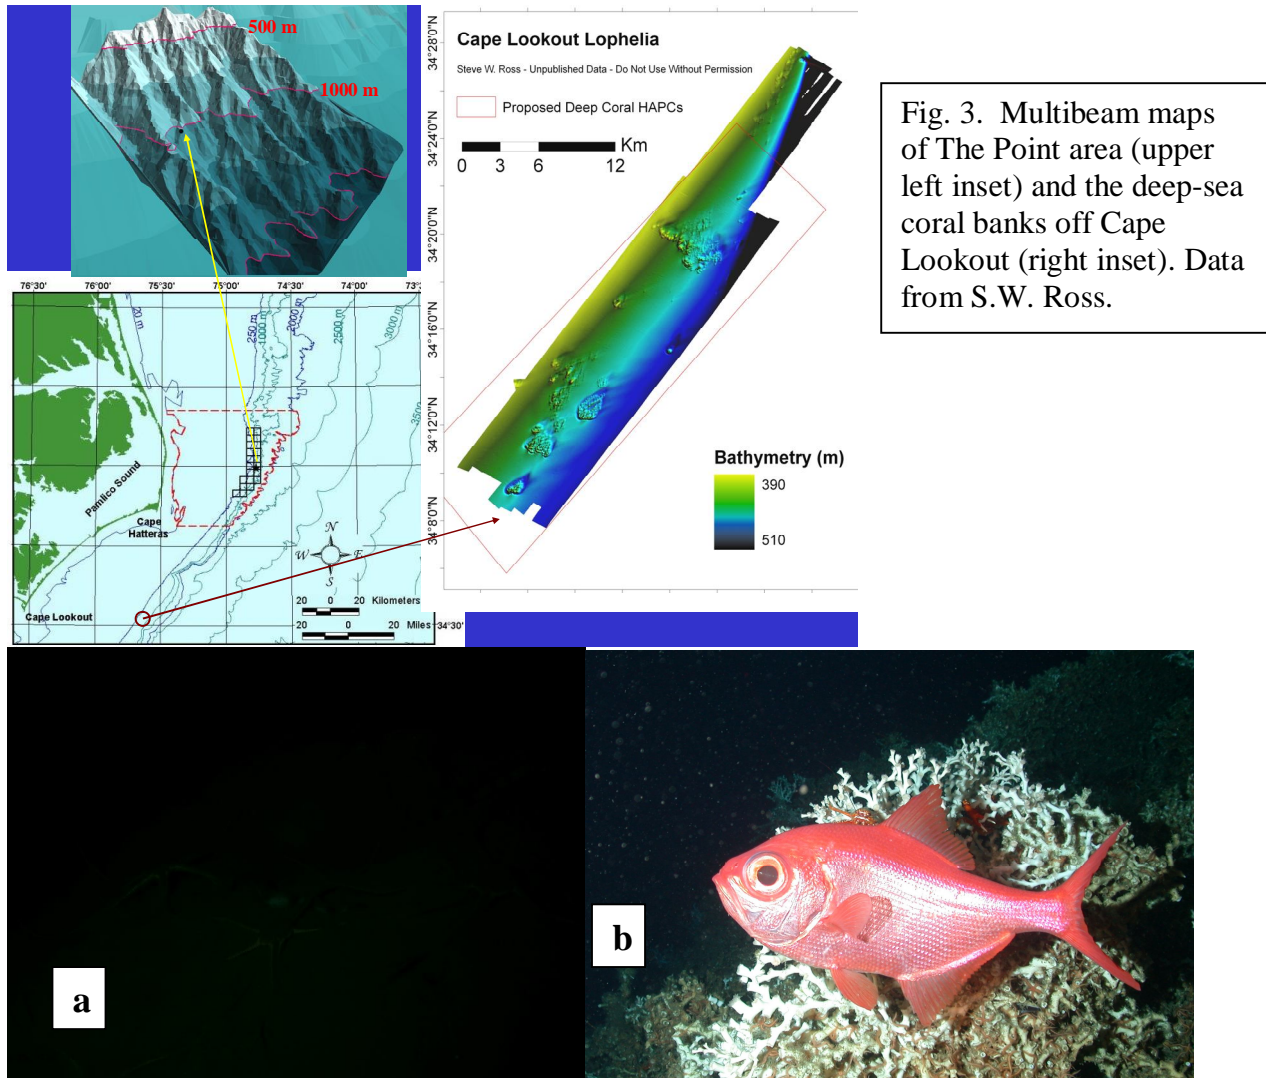 500 m
1000 m
Cape Lookout Lophelia
Steve W. Ross - Unpublished Data - Do Not Use Without Permission
Proposed Deep Coral HAPCs
Km
0 3 6 12
34°28'0"N
34°24'0"N
34°20'0"N
34°16'0"N
34°12'0"N
34°8'0"N
Bathymetry (m)
390
510
Fig. 3. Multibeam maps
of The Point area (upper
left inset) and the deep-sea
coral banks off Cape
Lookout (right inset). Data
from S.W. Ross.
76°30' 76°00' 75°30' 75°00' 74°30' 74°00' 73°
20 m
250 m
1000 m
2000 m
2500 m
3000 m
3500
Pamlico Sound
Cape
Hatteras
N
W E
S
Cape Lookout
20 0 20 Kilometers
20 0 20 Miles
34°30'
a
b